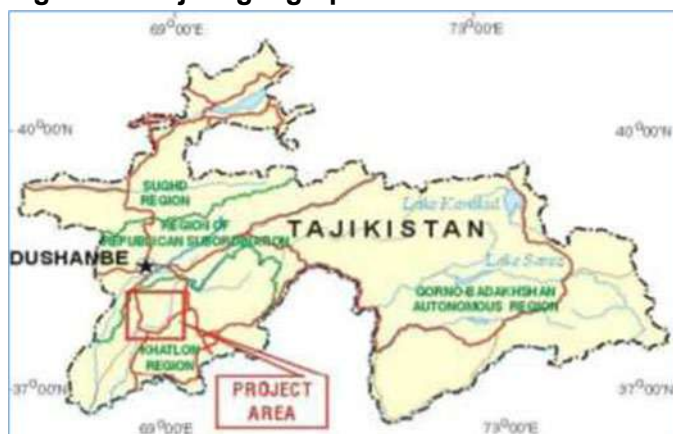 69°00'E
73°00'E
40°00'N
40°00'N
SUGHD
REGION
REGION OF
REPUBLICAN SUBORDINATION
TAJIKISTAN
Lake Karakul
DUSHANBE
Lake Sarez
GORNO-BADAKHSHAN
AUTONOMOUS REGION
KHATLON
REGION
37°00'N
37°00'N
PROJECT
AREA
69°00'E
73°00'E